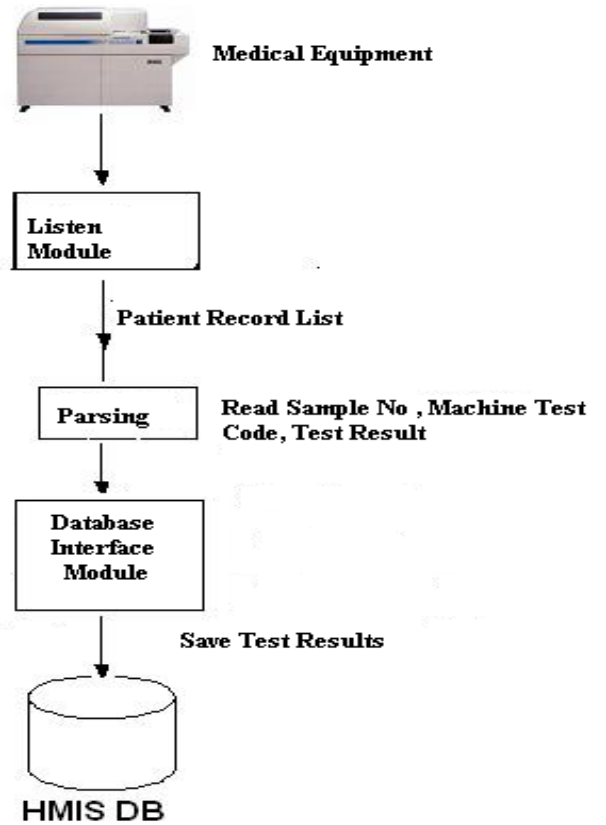 Medical Equipment
Listen
Module
Patient Record List
Parsing
Read Sample No , Machine Test
Code, Test Result
Database
Interface
Module
Save Test Results
HMIS DB